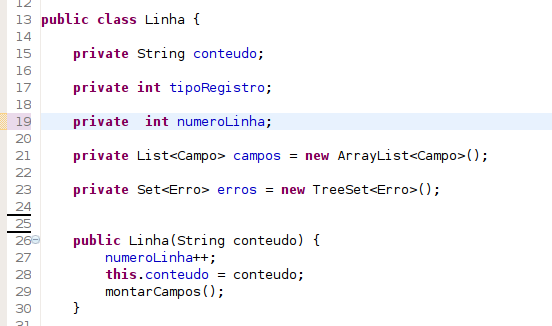 12
13 public class Linha {
14
15     private String conteudo;
16
17     private int tipoRegistro;
18
19     private  int numeroLinha;
20
21     private List<Campo> campos = new ArrayList<Campo>();
22
23     private Set<Erro> erros = new TreeSet<Erro>();
24
25
26     public Linha(String conteudo) {
27         numeroLinha++;
28         this.conteudo = conteudo;
29         montarCampos();
30     }
31